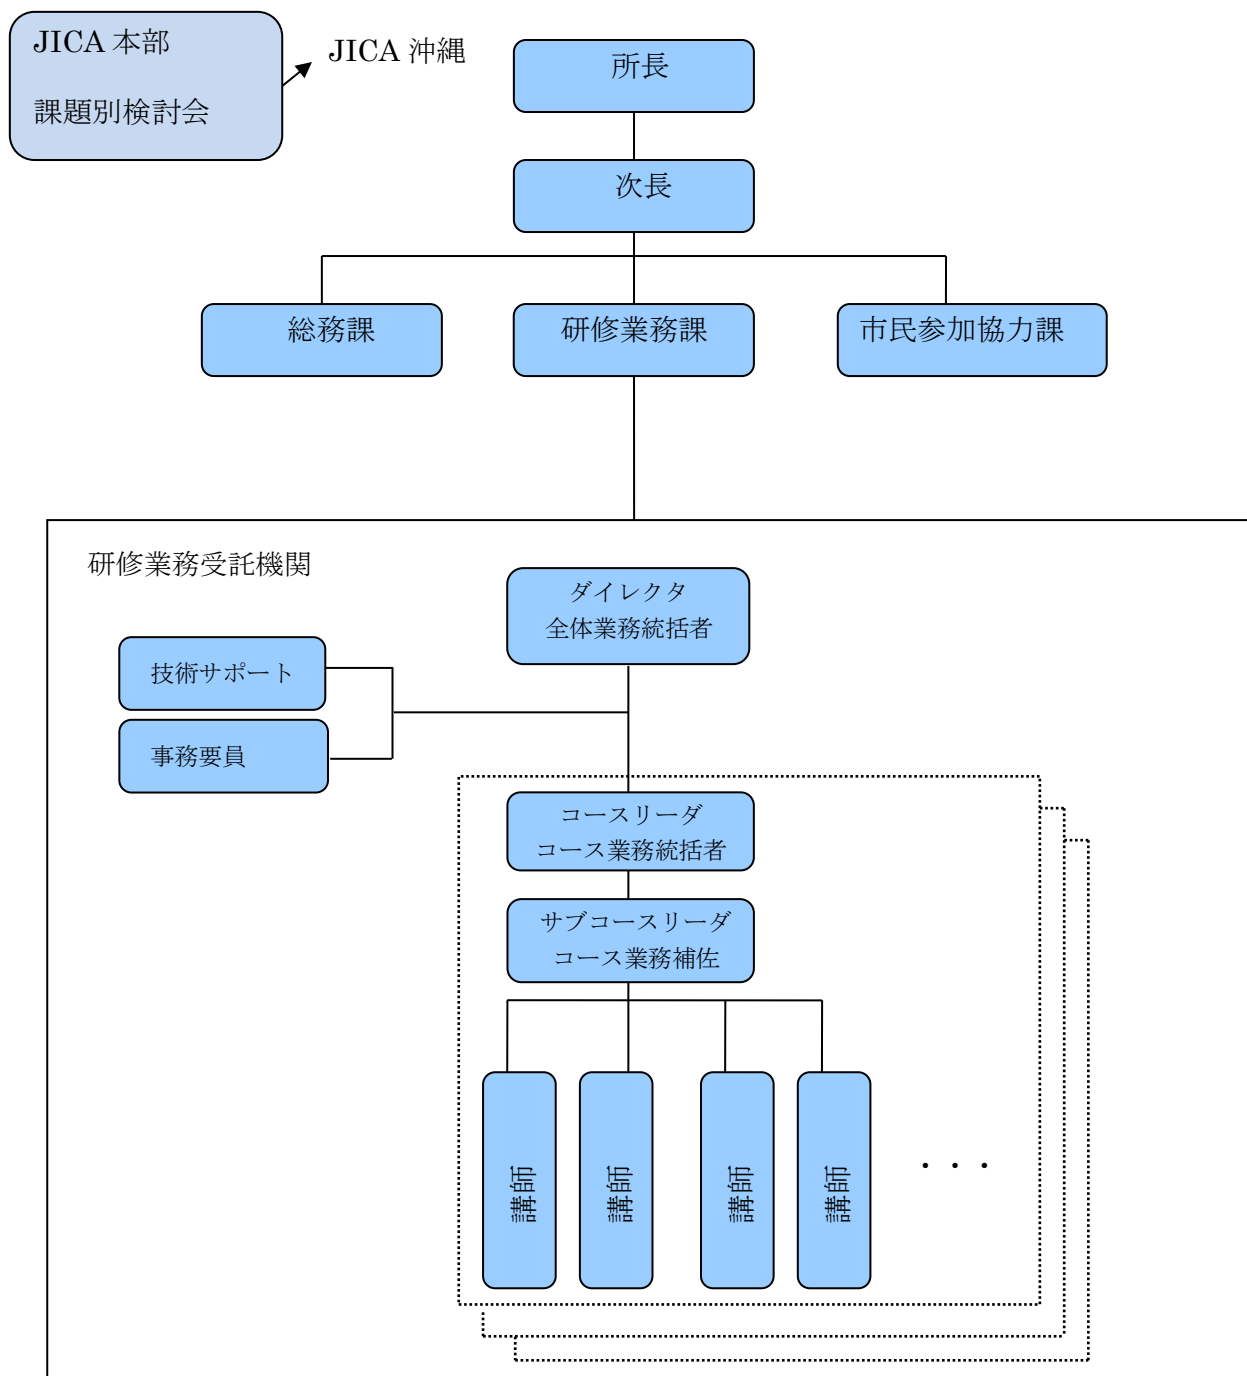 JICA 本部
課題別検討会
JICA 沖縄
所長
次長
総務課
研修業務課
市民参加協力課
研修業務受託機関
ダイレクタ
全体業務統括者
技術サポート
事務要員
コースリーダ
コース業務統括者
サブコースリーダ
コース業務補佐
講師
講師
講師
講師
・・・